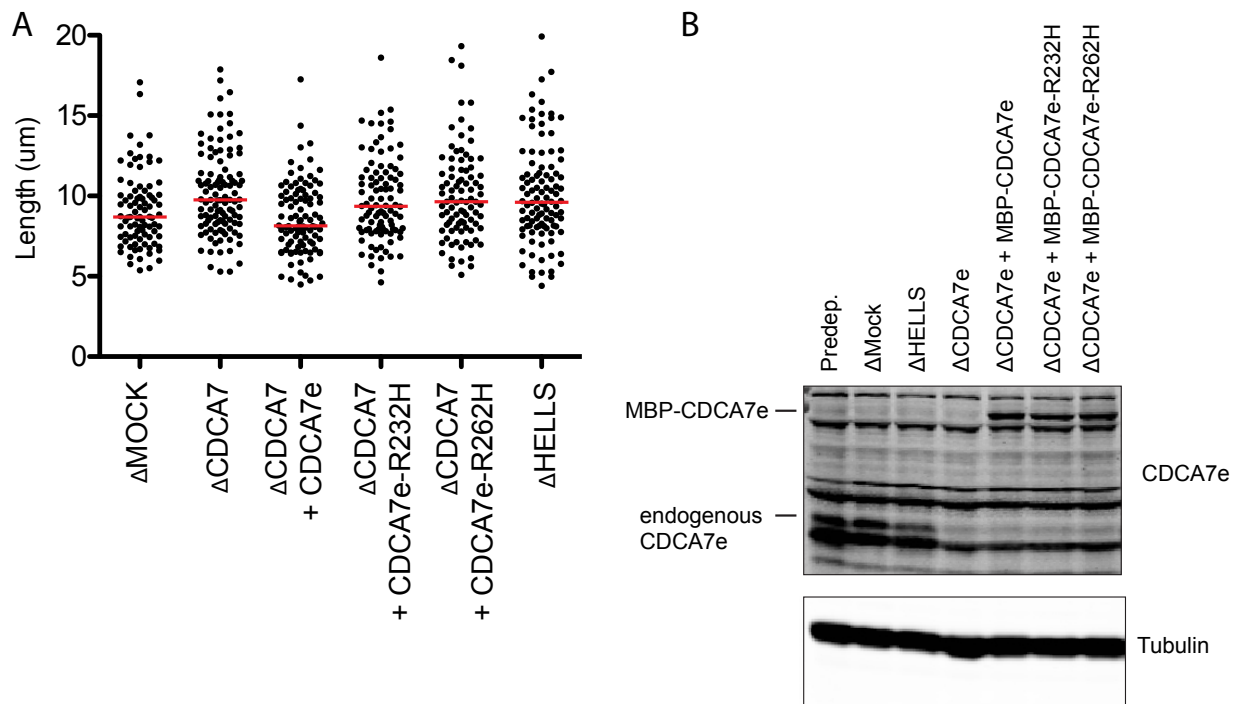 A
Length (um)
20
15
10
5
0
ΔMOCK
ΔCDCA7
ΔCDCA7
+ CDCA7e
ΔCDCA7
+ CDCA7e-R232H
ΔCDCA7
+ CDCA7e-R262H
ΔHELLS
B
Predep.
ΔMock
ΔHELLS
ΔCDCA7e
ΔCDCA7e + MBP-CDCA7e
ΔCDCA7e + MBP-CDCA7e-R232H
ΔCDCA7e + MBP-CDCA7e-R262H
MBP-CDCA7e
endogenous
CDCA7e
CDCA7e
Tubulin